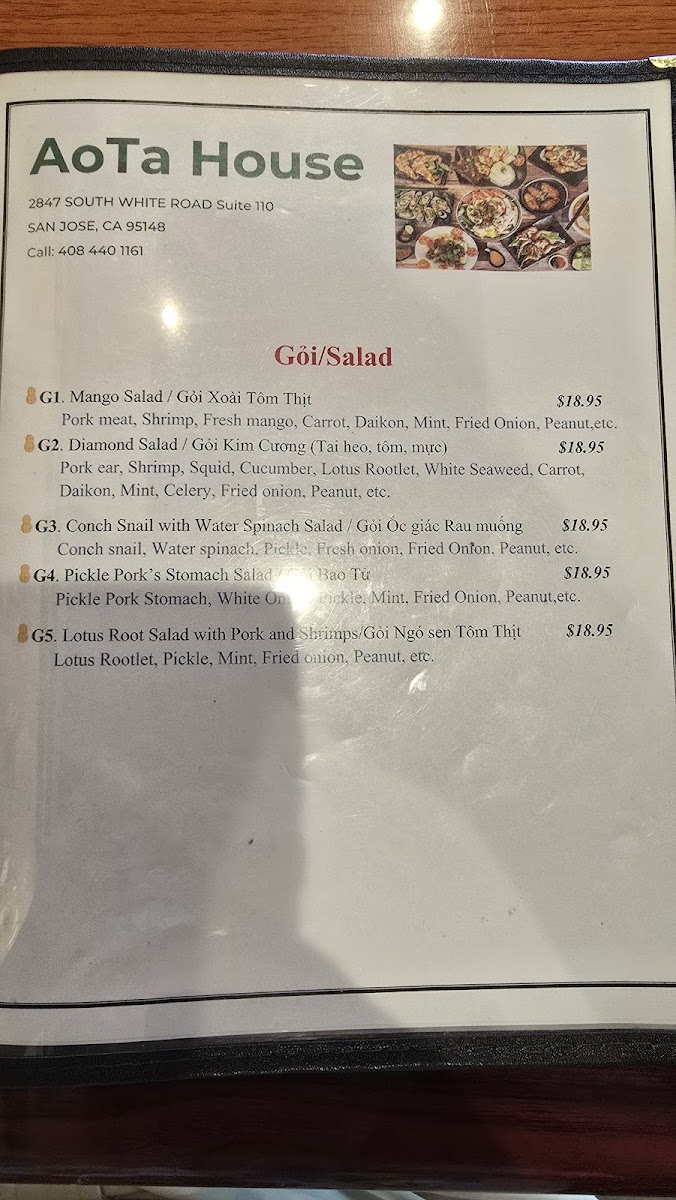 AoTa House
2847 SOUTH WHITE ROAD Suite 110
SAN JOSE, CA 95148
Call: 408 440 1161
Gỏi/Salad
G1. Mango Salad / Gỏi Xoài Tôm Thịt $18.95
Pork meat, Shrimp, Fresh mango, Carrot, Daikon, Mint, Fried Onion, Peanut,etc.
G2. Diamond Salad / Gỏi Kim Cương (Tai heo, tôm, mực) $18.95
Pork ear, Shrimp, Squid, Cucumber, Lotus Rootlet, White Seaweed, Carrot,
Daikon, Mint, Celery, Fried onion, Peanut, etc.
G3. Conch Snail with Water Spinach Salad / Gỏi Ốc giác Rau muống $18.95
Conch snail, Water spinach, Pickle, Fresh onion, Fried Onion, Peanut, etc.
G4. Pickle Pork's Stomach Salad / Bao Tử $18.95
Pickle Pork Stomach, White Pickle, Mint, Fried Onion, Peanut,etc.
G5. Lotus Root Salad with Pork and Shrimps/Gỏi Ngó sen Tôm Thịt $18.95
Lotus Rootlet, Pickle, Mint, Fried onion, Peanut, etc.